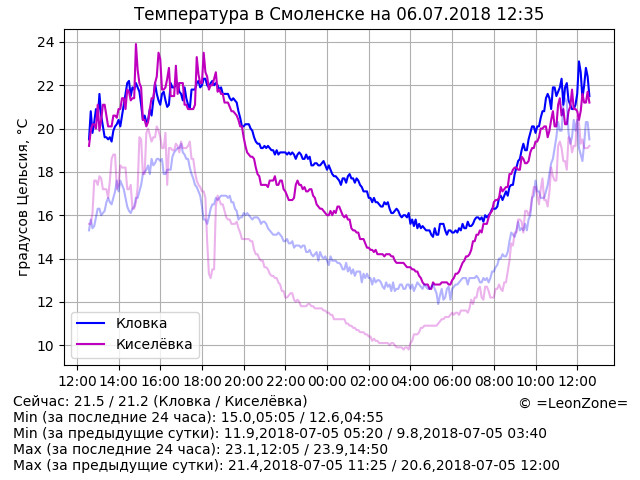 Температура в Смоленске на 06.07.2018 12:35
24
22
20
18
16
14
12
10
градусов Цельсия, °C
Кловка
Киселёвка
12:00 14:00 16:00 18:00 20:00 22:00 00:00 02:00 04:00 06:00 08:00 10:00 12:00
Сейчас: 21.5 / 21.2 (Кловка / Киселёвка)
© =LeonZone=
Min (за последние 24 часа): 15.0,05:05 / 12.6,04:55
Min (за предыдущие сутки): 11.9,2018-07-05 05:20 / 9.8,2018-07-05 03:40
Max (за последние 24 часа): 23.1,12:05 / 23.9,14:50
Max (за предыдущие сутки): 21.4,2018-07-05 11:25 / 20.6,2018-07-05 12:00